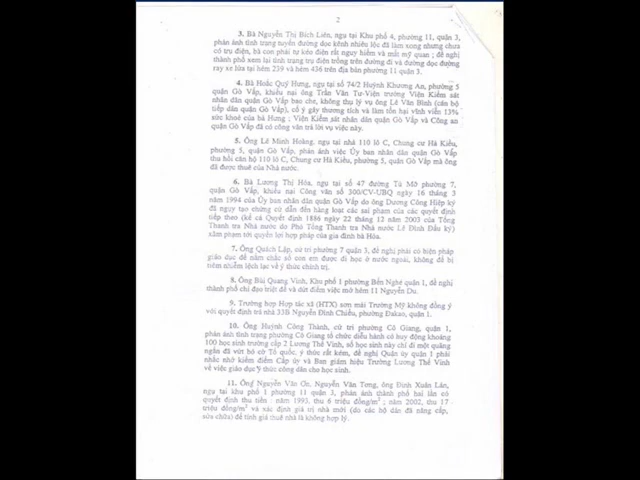 2
3. Bà Nguyễn Thị Bích Liên, ngụ tại Khu phố 4, phường 11, quận 3,
phản ánh tình trạng tuyến đường dọc kênh nhiêu lộc đã làm xong nhưng chưa
có trụ điện, bà con phải tự kéo điện rất nguy hiểm và mất mỹ quan ; đề nghị
thành phố xem lại tình trạng trụ điện trồng trên đường đi và đường dọc đường
ray xe lửa tại hẻm 239 và hẻm 436 trên địa bàn phường 11 quận 3.
4. Bà Hoắc Quý Hưng, ngụ tại số 74/2 Huỳnh Khương An, phường 5
quận Gò Vấp, khiếu nại ông Trần Văn Tư-Viện trưởng Viện Kiểm sát
nhân dân quận Gò Vấp bao che, không thụ lý vụ ông Lê Văn Bình (cán bộ
tiếp dân quận Gò Vấp), cố ý gây thương tích và làm tổn hại vĩnh viễn 13%
sức khoẻ của bà Hưng ; Viện Kiểm sát nhân dân quận Gò Vấp và Công an
quận Gò Vấp đã có công văn trả lời vụ việc này.
5. Ông Lê Minh Hoàng, ngụ tại nhà 110 lô C, Chung cư Hà Kiều,
phường 5, quận Gò Vấp, phản ánh việc Ủy ban nhân dân quận Gò Vấp
thu hồi căn hộ 110 lô C, Chung cư Hà Kiều, phường 5, quận Gò Vấp mà ông
đã được thuê của Nhà nước.
6. Bà Lương Thị Hòa, ngụ tại số 47 đường Tú Mỡ phường 7,
quận Gò Vấp, khiếu nại Công văn số 300/CV-UBQ ngày 16 tháng 3
năm 1994 của Ủy ban nhân dân quận Gò Vấp do ông Dương Công Hiệp ký
đã ngụy tạo chứng cứ dẫn đến hàng loạt các sai phạm của các quyết định
tiếp theo (kể cả Quyết định 1886 ngày 22 tháng 12 năm 2003 của Tổng
Thanh tra Nhà nước do Phó Tổng Thanh tra Nhà nước Lê Đình Đấu ký)
xâm phạm tới quyền lợi hợp pháp của gia đình bà Hòa.
7. Ông Quách Lập, cử tri phường 7 quận 3, đề nghị phải có biện pháp
giáo dục để nắm chắc số con em được đi học ở nước ngoài, không để bị
tiêm nhiễm lệch lạc về ý thức chính trị.
8. Ông Bùi Quang Vinh, Khu phố 1 phường Bến Nghé quận 1, đề nghị
thành phố chỉ đạo triệt để và dứt điểm việc mở hẻm 11 Nguyễn Du.
9. Trường hợp Hợp tác xã (HTX) sơn mài Trường Mỹ không đồng ý
với quyết định trả nhà 33B Nguyễn Đình Chiểu, phường Đakao, quận 1.
10. Ông Huỳnh Công Thành, cử tri phường Cô Giang, quận 1,
phản ánh tình trạng phường Cô Giang tổ chức diễu hành có huy động khoảng
100 học sinh trường cấp 2 Lương Thế Vinh, số học sinh này chỉ đi một quãng
ngắn đã vứt bỏ cờ Tổ quốc, ý thức rất kém, đề nghị Quận ủy quận 1 phải
nhắc nhở kiểm điểm Cấp ủy và Ban giám hiệu Trường Lương Thế Vinh
về việc giáo dục ý thức công dân cho học sinh.
11. Ông Nguyễn Văn Ơn, Nguyễn Văn Tong, ông Đinh Xuân Lân,
ngụ tại khu phố 1 phường 11 quận 3, phản ánh thành phố hai lần có
quyết định thu tiền : năm 1995, thu 6 triệu đồng/m² ; năm 2002, thu 17
triệu đồng/m² và xác định giá trị nhà mới (do các hộ dân đã nâng cấp,
sửa chữa) để tính giá thuê nhà là không hợp lý.